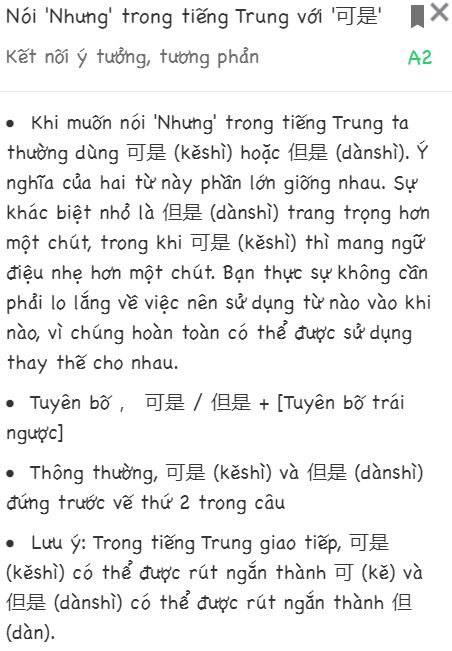 Nói 'Nhưng' trong tiếng Trung với '可是'
Kết nối ý tưởng, tương phản
A2
• Khi muốn nói 'Nhưng' trong tiếng Trung ta
thường dùng 可是 (kěshì) hoặc 但是 (dànshì). Ý
nghĩa của hai từ này phần lớn giống nhau. Sự
khác biệt nhỏ là 但是 (dànshì) trang trọng hơn
một chút, trong khi 可是 (kěshì) thì mang ngữ
điệu nhẹ hơn một chút. Bạn thực sự không cần
phải lo lắng về việc nên sử dụng từ nào vào khi
nào, vì chúng hoàn toàn có thể được sử dụng
thay thế cho nhau.
• Tuyên bố， 可是 / 但是 + [Tuyên bố trái
ngược]
• Thông thường, 可是 (kěshì) và 但是 (dànshì)
đứng trước vế thứ 2 trong câu
• Lưu ý: Trong tiếng Trung giao tiếp, 可是
(kěshì) có thể được rút ngắn thành 可 (kě) và
但是 (dànshì) có thể được rút ngắn thành 但
(dàn).